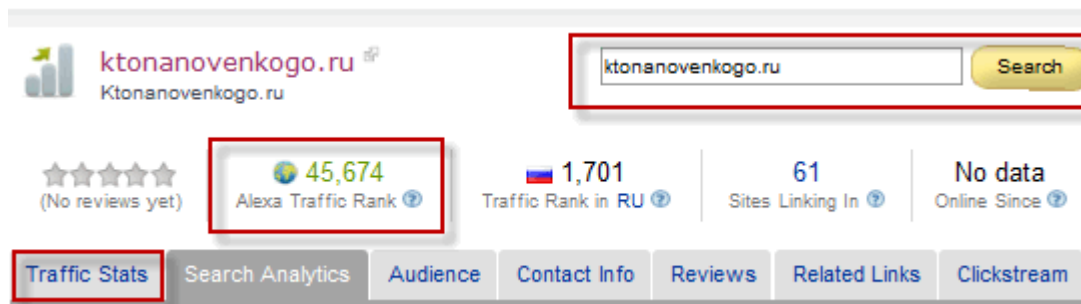 ktonanovenkogo.ru
Ktonanovenkogo.ru
ktonanovenkogo.ru Search
(No reviews yet)
45,674
Alexa Traffic Rank ?
1,701
Traffic Rank in RU ?
61
Sites Linking In ?
No data
Online Since ?
Traffic Stats Search Analytics Audience Contact Info Reviews Related Links Clickstream